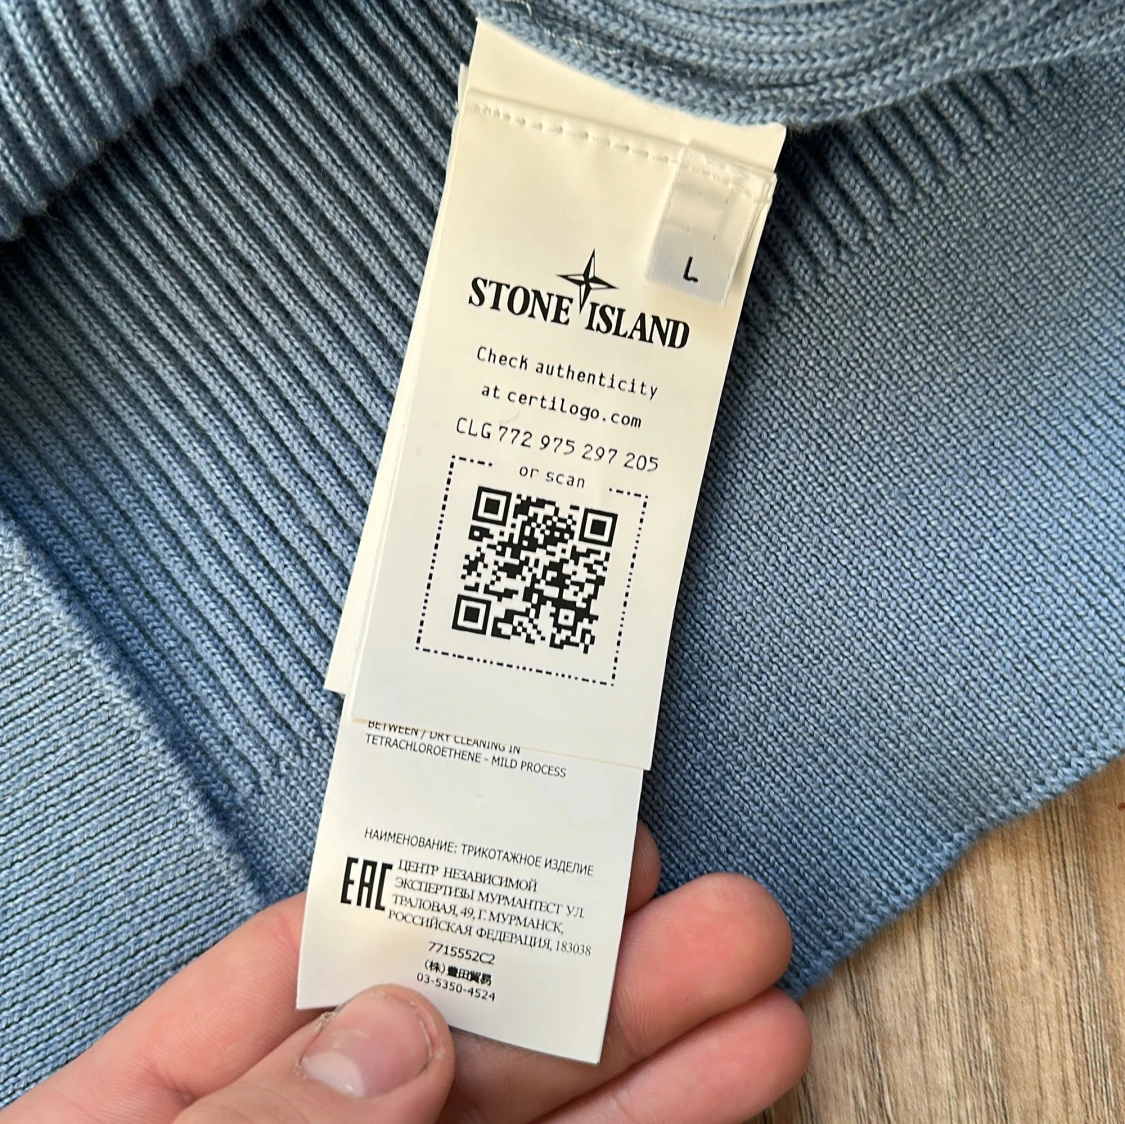 L
STONE ISLAND
Check authenticity
at certilogo.com
CLG 772 975 297 205
or scan
BETWEEN / DRY CLEANING IN
TETRACHLOROETHENE - MILD PROCESS
НАИМЕНОВАНИЕ: ТРИКОТАЖНОЕ ИЗДЕЛИЕ
EAC
ЦЕНТР НЕЗАВИСИМОЙ
ЭКСПЕРТИЗЫ МУРМАНТЕСТ УЛ.
ТРАЛОВАЯ, 49, Г. МУРМАНСК,
РОССИЙСКАЯ ФЕДЕРАЦИЯ, 183038
7715552C2
(株)豊田貿易
03-5350-4524